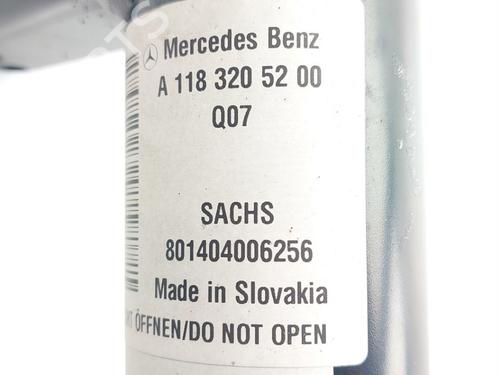 Mercedes Benz
A 118 320 52 00
Q07
SACHS
801404006256
Made in Slovakia
ÖFFNEN/DO NOT OPEN